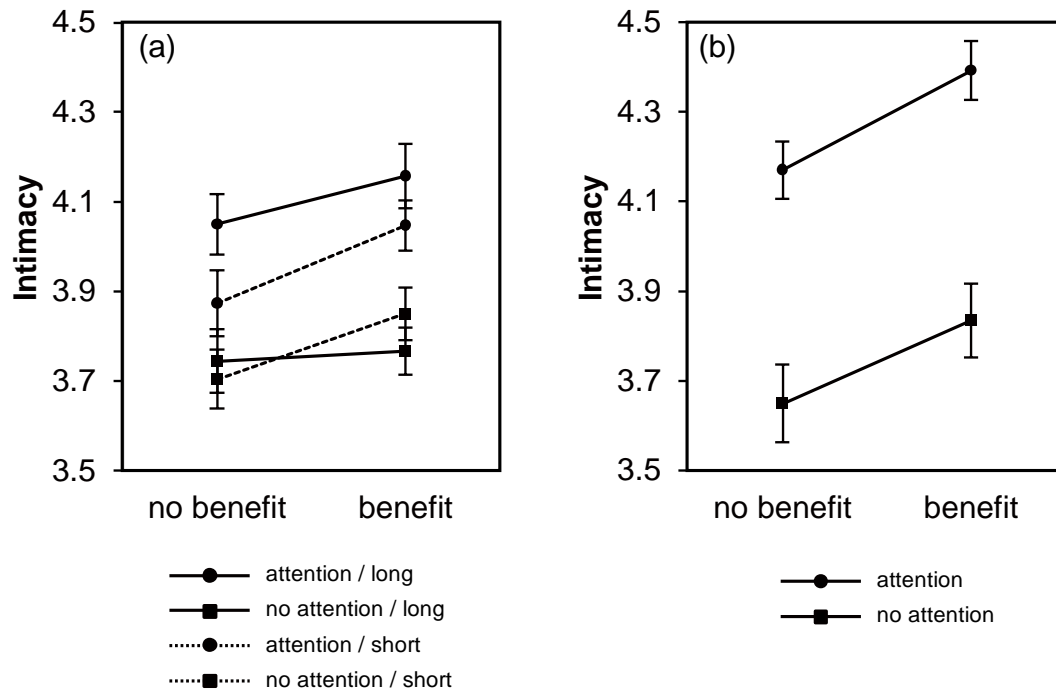 (a)
Intimacy
4.5
4.3
4.1
3.9
3.7
3.5
no benefit benefit
attention / long
no attention / long
attention / short
no attention / short
(b)
Intimacy
4.5
4.3
4.1
3.9
3.7
3.5
no benefit benefit
attention
no attention